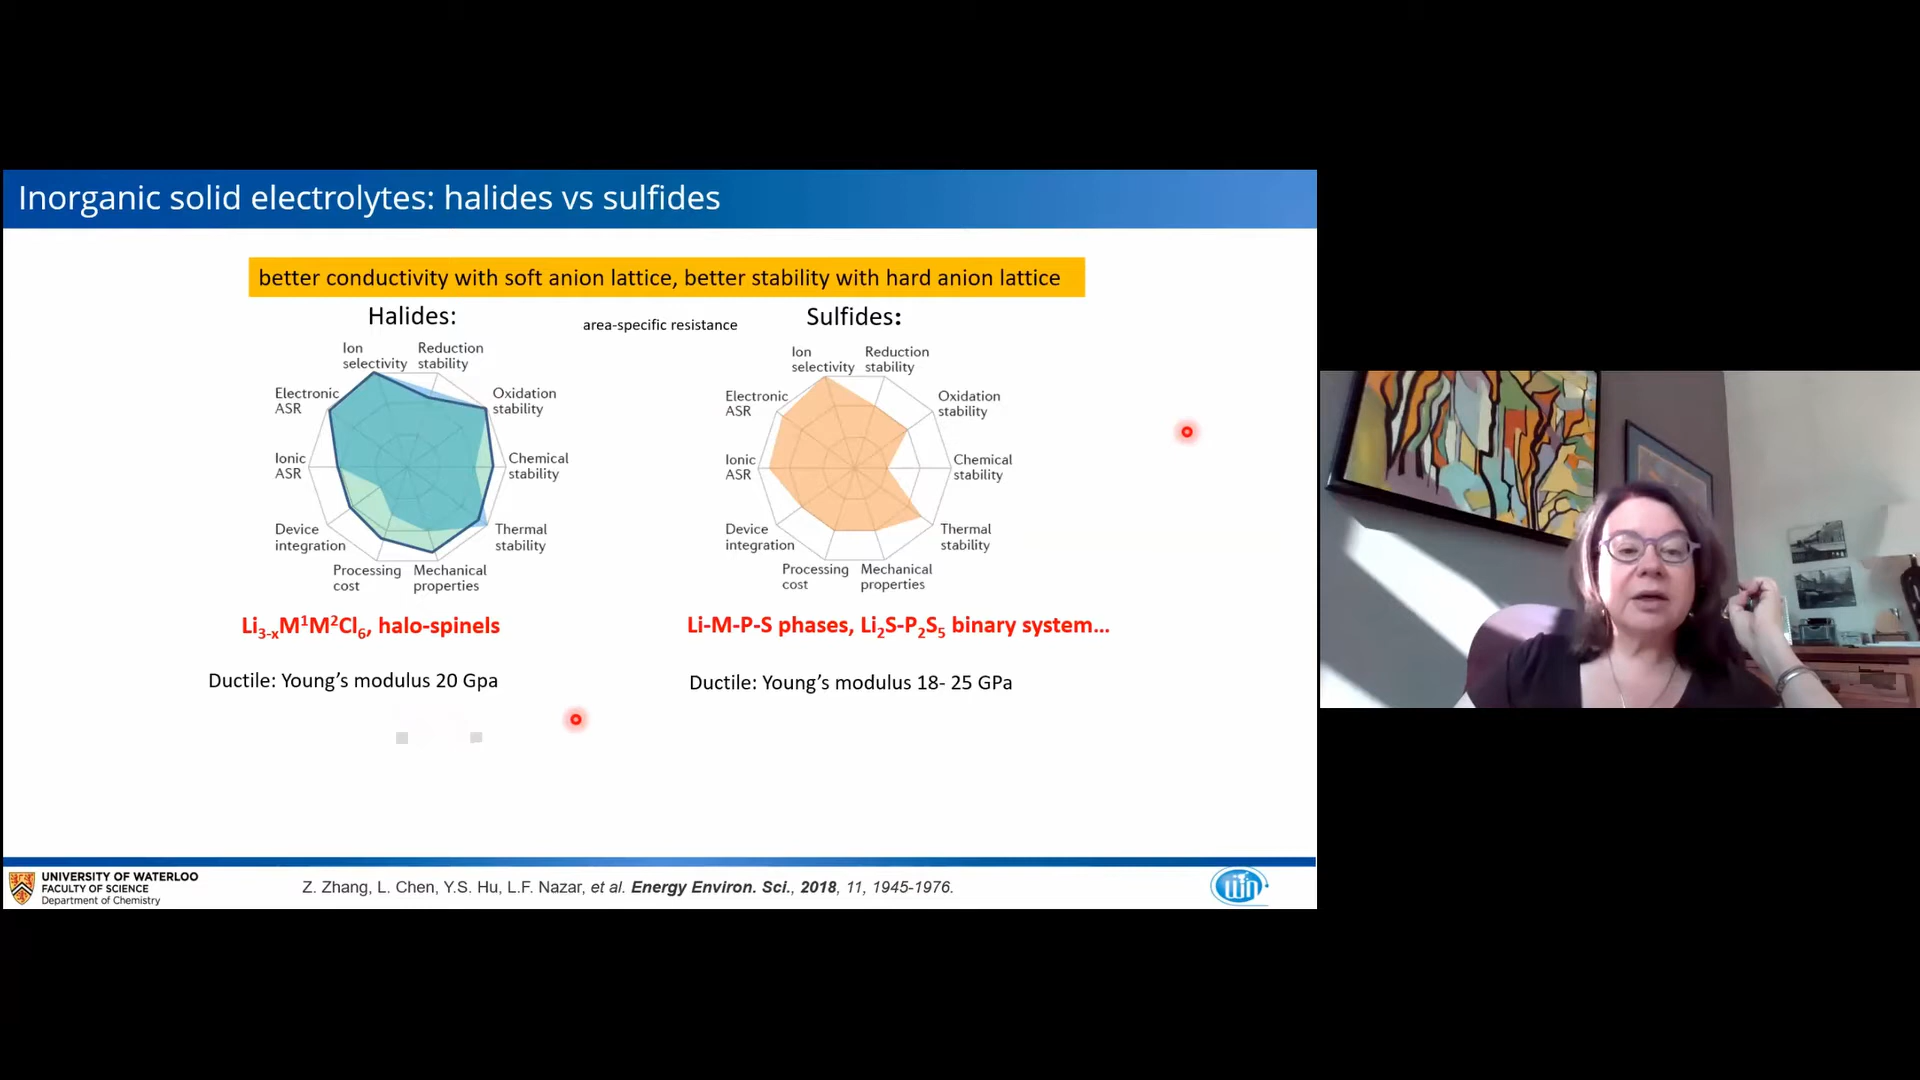 Inorganic solid electrolytes: halides vs sulfides
better conductivity with soft anion lattice, better stability with hard anion lattice
Halides:
area-specific resistance
Sulfides:
Ion
selectivity
Reduction
stability
Electronic
ASR
Oxidation
stability
Ionic
ASR
Chemical
stability
Device
integration
Thermal
stability
Processing
cost
Mechanical
properties
Ion
selectivity
Reduction
stability
Electronic
ASR
Oxidation
stability
Ionic
ASR
Chemical
stability
Device
integration
Thermal
stability
Processing
cost
Mechanical
properties
Li₃₋ₓM¹M²Cl₆, halo-spinels
Li-M-P-S phases, Li₂S-P₂S₅ binary system...
Ductile: Young's modulus 20 Gpa
Ductile: Young's modulus 18- 25 GPa
UNIVERSITY OF WATERLOO
FACULTY OF SCIENCE
Department of Chemistry
Z. Zhang, L. Chen, Y.S. Hu, L.F. Nazar, et al. Energy Environ. Sci., 2018, 11, 1945-1976.
WIN